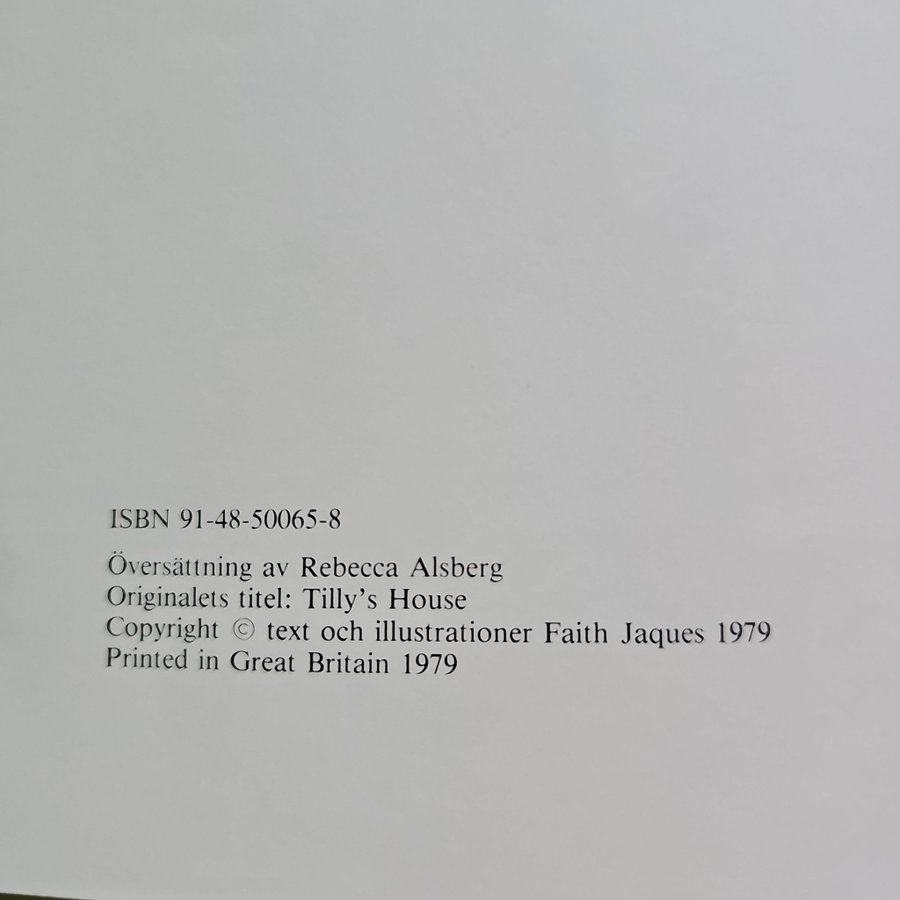 ISBN 91-48-50065-8
Översättning av Rebecca Alsberg
Originalets titel: Tilly's House
Copyright © text och illustrationer Faith Jaques 1979
Printed in Great Britain 1979